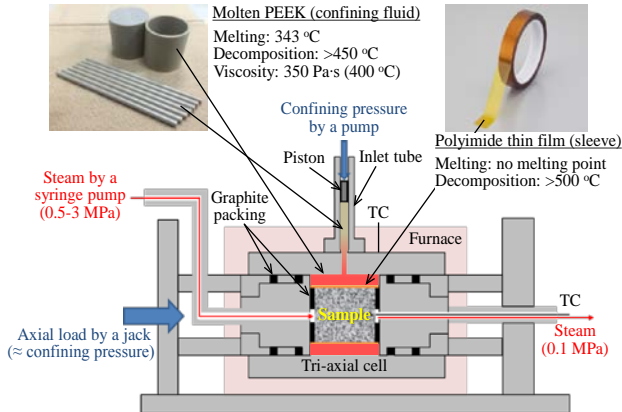 Molten PEEK (confining fluid)
Melting: 343 °C
Decomposition: >450 °C
Viscosity: 350 Pa·s (400 °C)
Confining pressure
by a pump
Polyimide thin film (sleeve)
Melting: no melting point
Decomposition: >500 °C
Piston
Inlet tube
Steam by a
syringe pump
(0.5-3 MPa)
Graphite
packing
TC
Furnace
Sample
TC
Axial load by a jack
(≈ confining pressure)
Steam
(0.1 MPa)
Tri-axial cell